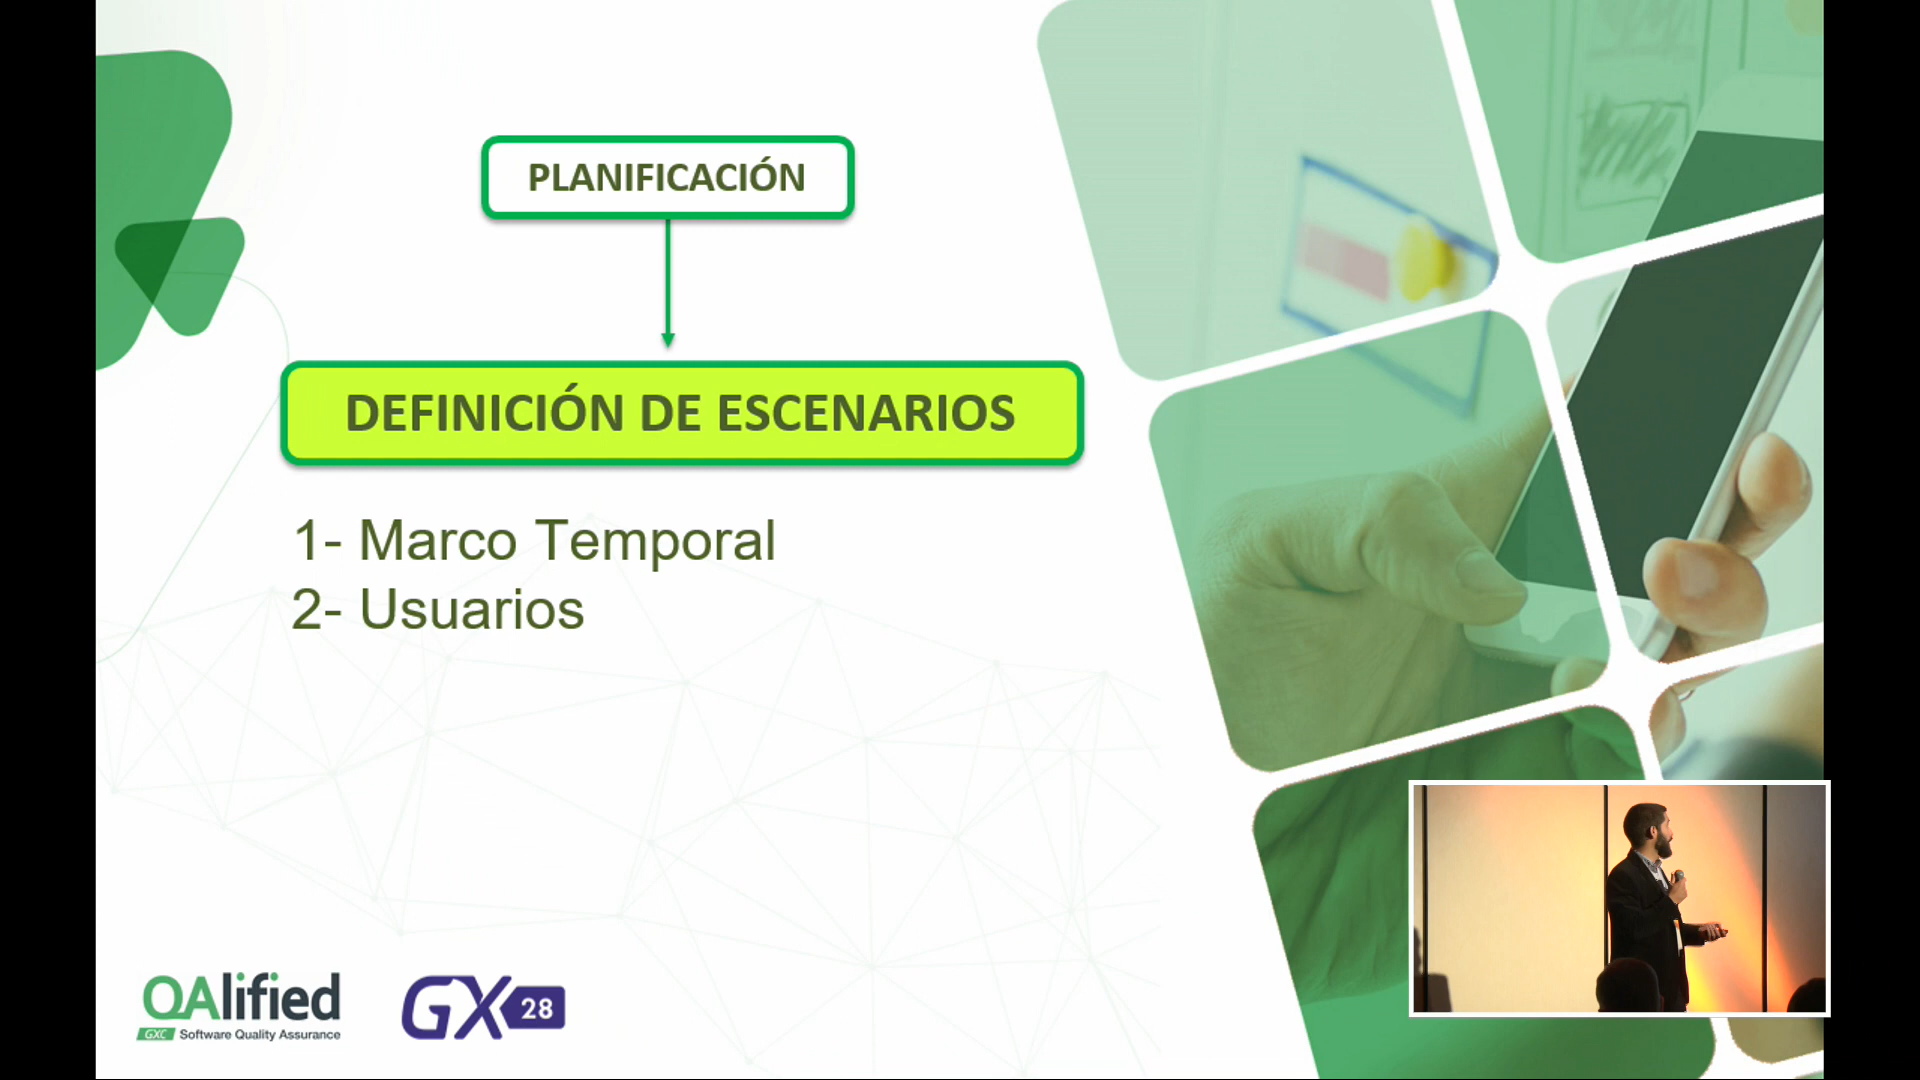 PLANIFICACIÓN
DEFINICIÓN DE ESCENARIOS
1- Marco Temporal
2- Usuarios
QAlified
GXC Software Quality Assurance
GX 28